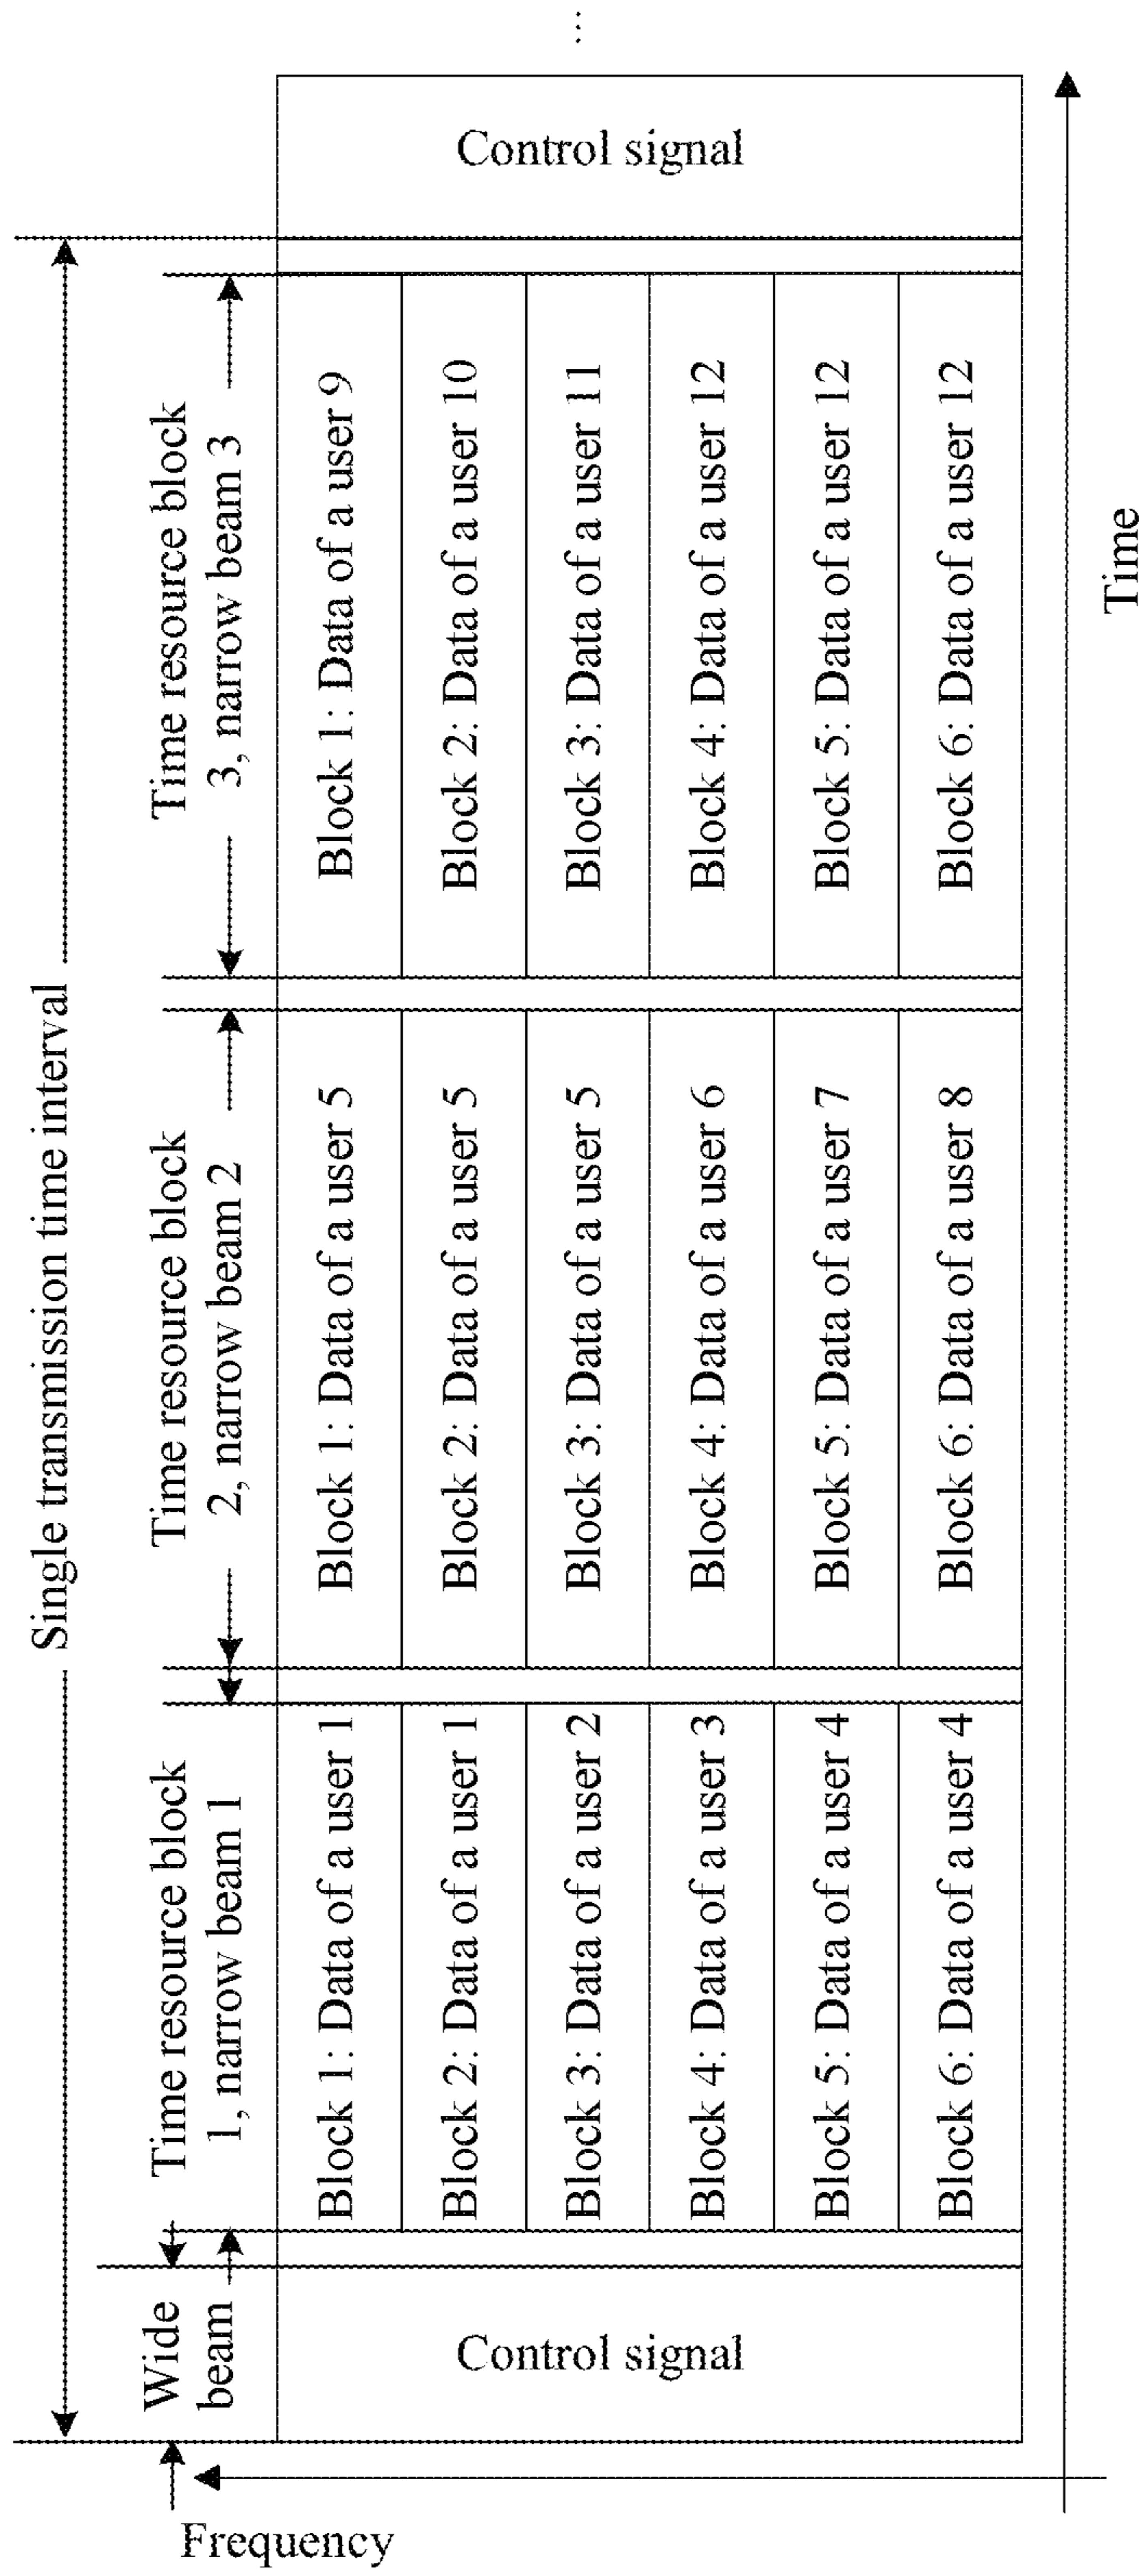 Single transmission time interval
Wide
beam
Time resource block
1, narrow beam 1
Time resource block
2, narrow beam 2
Time resource block
3, narrow beam 3
Frequency
Control signal
Block 1: Data of a user 1
Block 2: Data of a user 1
Block 3: Data of a user 2
Block 4: Data of a user 3
Block 5: Data of a user 4
Block 6: Data of a user 4
Block 1: Data of a user 5
Block 2: Data of a user 5
Block 3: Data of a user 5
Block 4: Data of a user 6
Block 5: Data of a user 7
Block 6: Data of a user 8
Block 1: Data of a user 9
Block 2: Data of a user 10
Block 3: Data of a user 11
Block 4: Data of a user 12
Block 5: Data of a user 12
Block 6: Data of a user 12
Control signal
...
Time